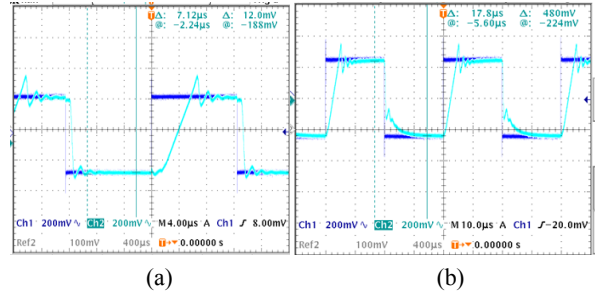 Δ: 7.12µs Δ: 12.0mV
@: -2.24µs @: -188mV
Ch1 200mV∿ Ch2 200mV∿ M 4.00µs A Ch1 ∫ 8.00mV
Ref2 100mV 400µs T→▼ 0.00000 s
(a)
Δ: 17.8µs Δ: 480mV
@: -5.60µs @: -224mV
Ch1 200mV∿ Ch2 200mV∿ M 10.0µs A Ch1 ∫ -20.0mV
Ref2 100mV 400µs T→▼ 0.00000 s
(b)